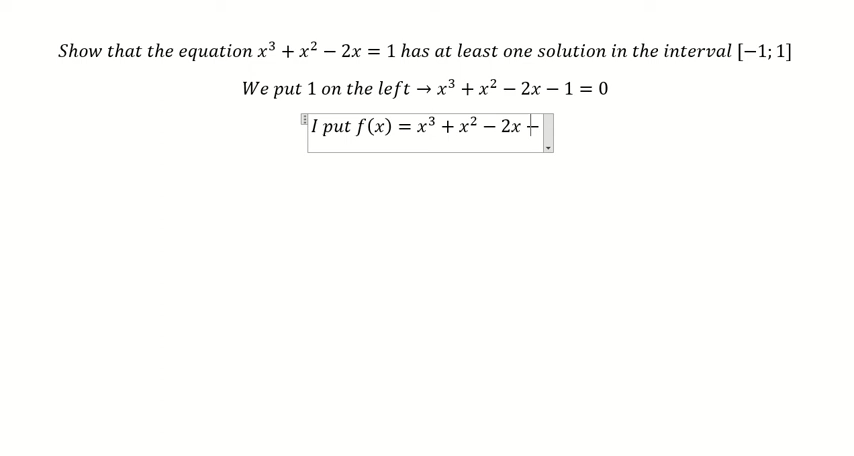 Show that the equation x³ + x² − 2x = 1 has at least one solution in the interval [−1; 1]
We put 1 on the left → x³ + x² − 2x − 1 = 0
I put f(x) = x³ + x² − 2x −